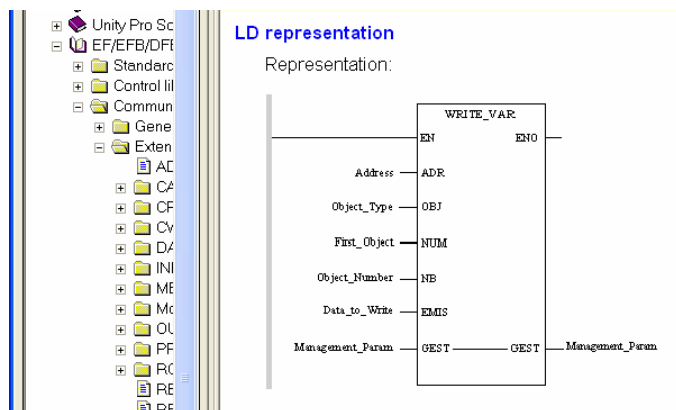 Unity Pro Sc
EF/EFB/DFE
Standarc
Control lil
Commun
Gene
Exten
AD
CA
CF
CV
DA
INI
ME
Mo
OU
PF
RC
RE
RE
LD representation
Representation:
WRITE_VAR
EN ENO
Address ADR
Object_Type OBJ
First_Object NUM
Object_Number NB
Data_to_Write EMIS
Management_Param GEST GEST Management_Param